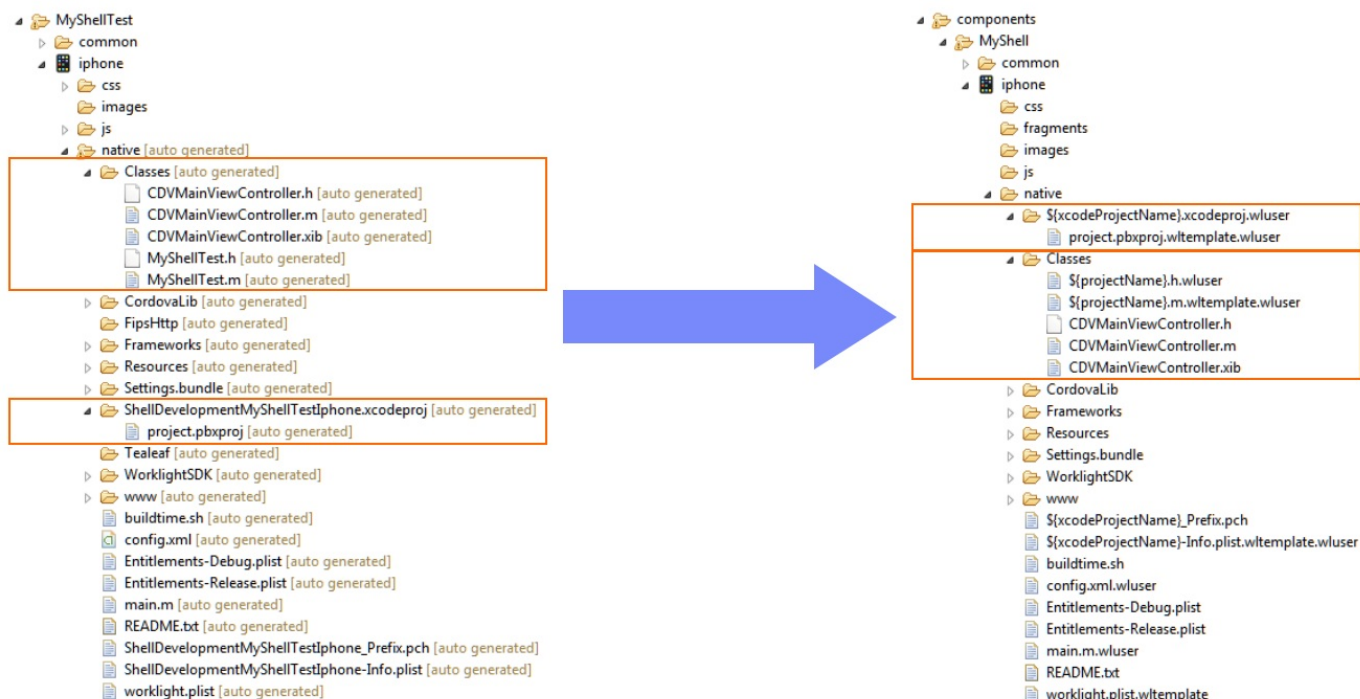 MyShellTest
common
iphone
css
images
js
native [auto generated]
Classes [auto generated]
CDVMainViewController.h [auto generated]
CDVMainViewController.m [auto generated]
CDVMainViewController.xib [auto generated]
MyShellTest.h [auto generated]
MyShellTest.m [auto generated]
CordovaLib [auto generated]
FipsHttp [auto generated]
Frameworks [auto generated]
Resources [auto generated]
Settings.bundle [auto generated]
ShellDevelopmentMyShellTestIphone.xcodeproj [auto generated]
project.pbxproj [auto generated]
Tealeaf [auto generated]
WorklightSDK [auto generated]
www [auto generated]
buildtime.sh [auto generated]
config.xml [auto generated]
Entitlements-Debug.plist [auto generated]
Entitlements-Release.plist [auto generated]
main.m [auto generated]
README.txt [auto generated]
ShellDevelopmentMyShellTestIphone_Prefix.pch [auto generated]
ShellDevelopmentMyShellTestIphone-Info.plist [auto generated]
worklight.plist [auto generated]
components
MyShell
common
iphone
css
fragments
images
js
native
${xcodeProjectName}.xcodeproj.wluser
project.pbxproj.wltemplate.wluser
Classes
${projectName}.h.wluser
${projectName}.m.wltemplate.wluser
CDVMainViewController.h
CDVMainViewController.m
CDVMainViewController.xib
CordovaLib
Frameworks
Resources
Settings.bundle
WorklightSDK
www
${xcodeProjectName}_Prefix.pch
${xcodeProjectName}-Info.plist.wltemplate.wluser
buildtime.sh
config.xml.wluser
Entitlements-Debug.plist
Entitlements-Release.plist
main.m.wluser
README.txt
worklight.plist.wltemplate